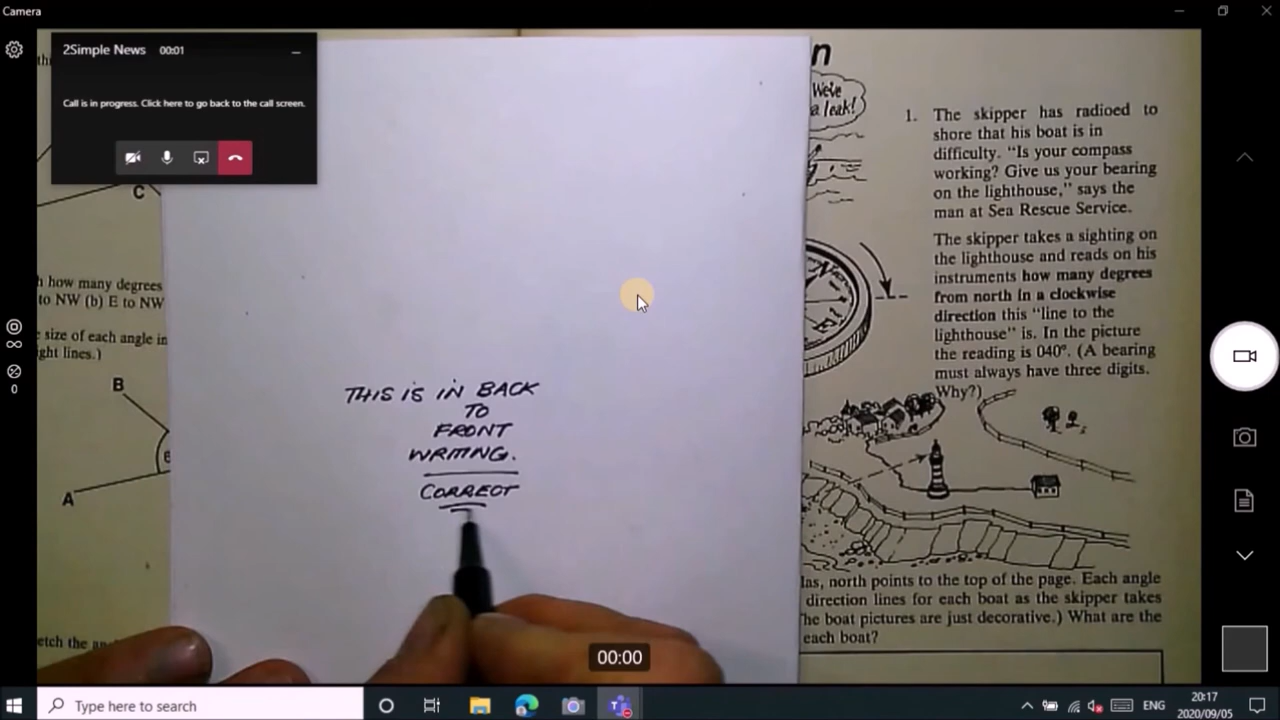 Camera
2Simple News 00:01
Call is in progress. Click here to go back to the call screen.
C
h how many degrees
to NW (b) E to NW
size of each angle in
ght lines.)
B
A
THIS IS IN BACK
TO
FRONT
WRITING.
CORRECT
n
We've
a leak!
N
E
1. The skipper has radioed to
shore that his boat is in
difficulty. "Is your compass
working? Give us your bearing
on the lighthouse," says the
man at Sea Rescue Service.
The skipper takes a sighting on
the lighthouse and reads on his
instruments how many degrees
from north in a clockwise
direction this "line to the
lighthouse" is. In the picture
the reading is 040°. (A bearing
must always have three digits.
Why?)
las, north points to the top of the page. Each angle
direction lines for each boat as the skipper takes
he boat pictures are just decorative.) What are the
each boat?
etch the an
0
00:00
Type here to search
ENG
20:17
2020/09/05